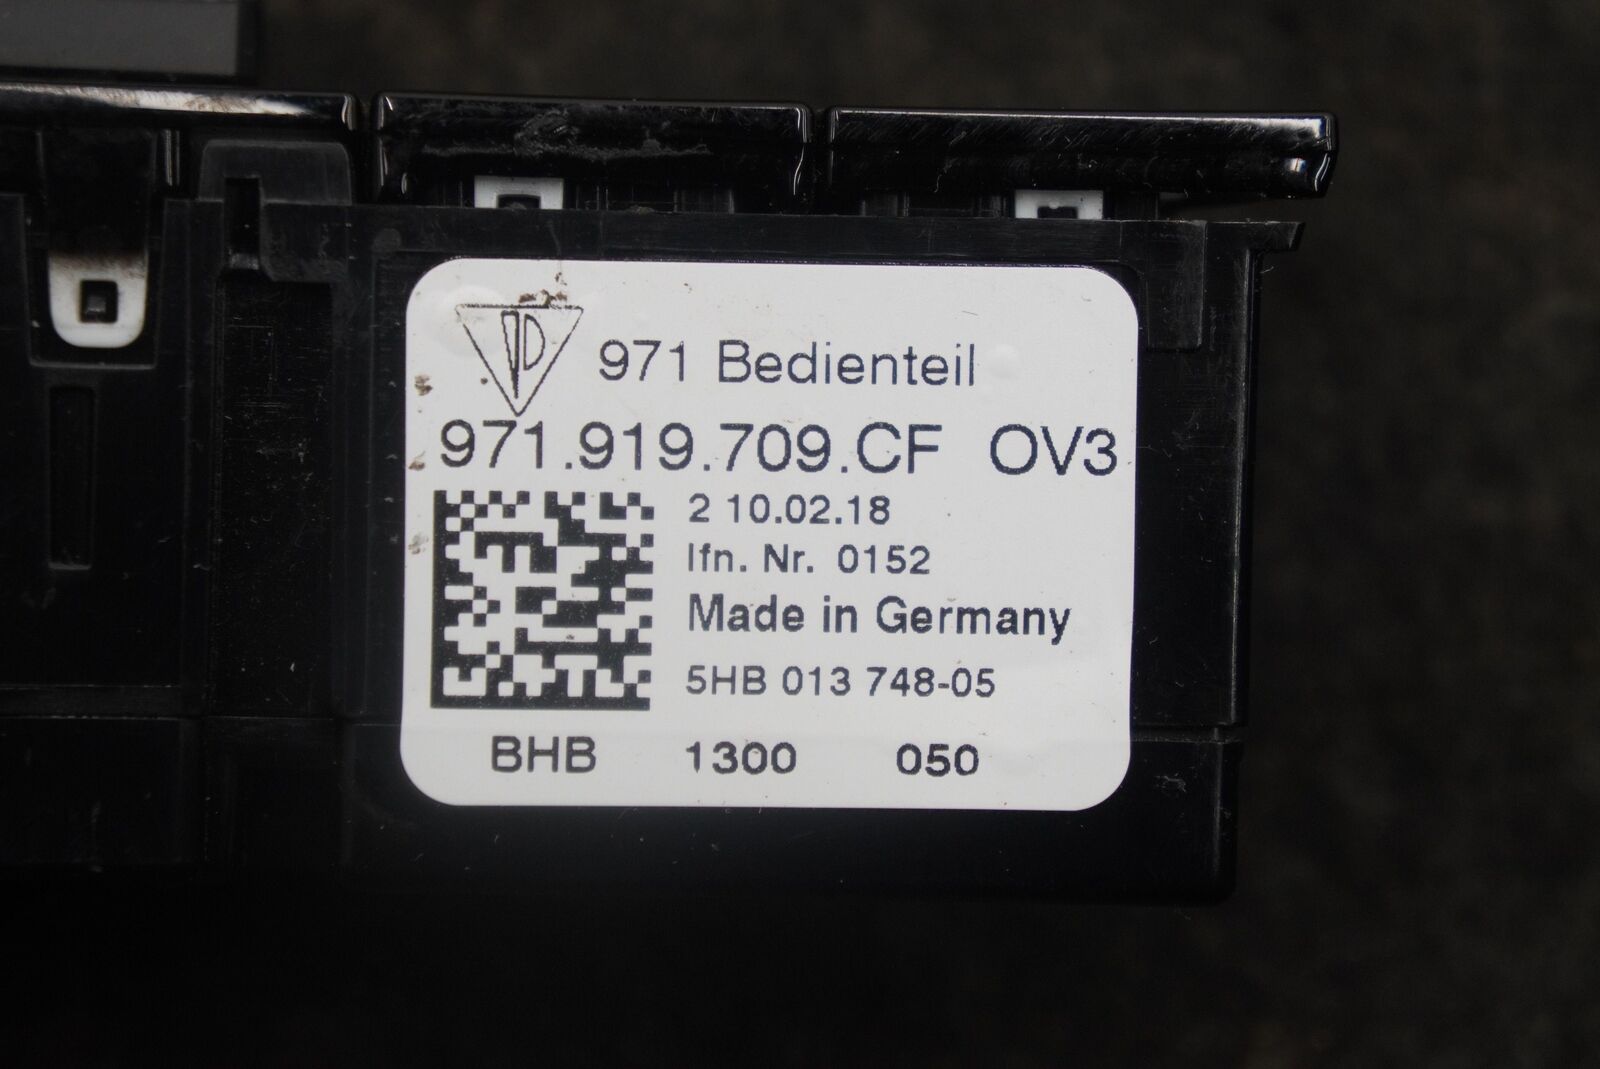 971 Bedienteil
971.919.709.CF OV3
2 10.02.18
lfn. Nr. 0152
Made in Germany
5HB 013 748-05
BHB 1300 050